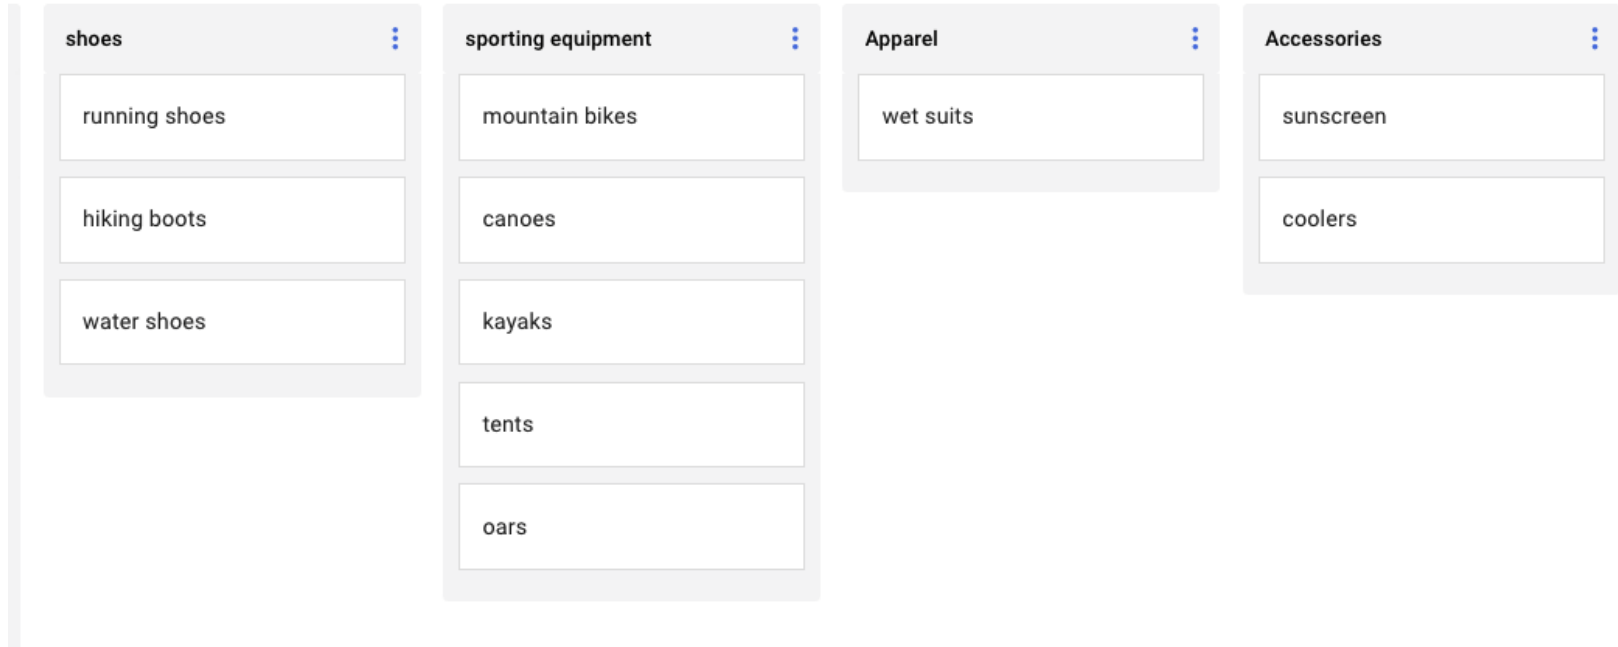 shoes
running shoes
hiking boots
water shoes
sporting equipment
mountain bikes
canoes
kayaks
tents
oars
Apparel
wet suits
Accessories
sunscreen
coolers